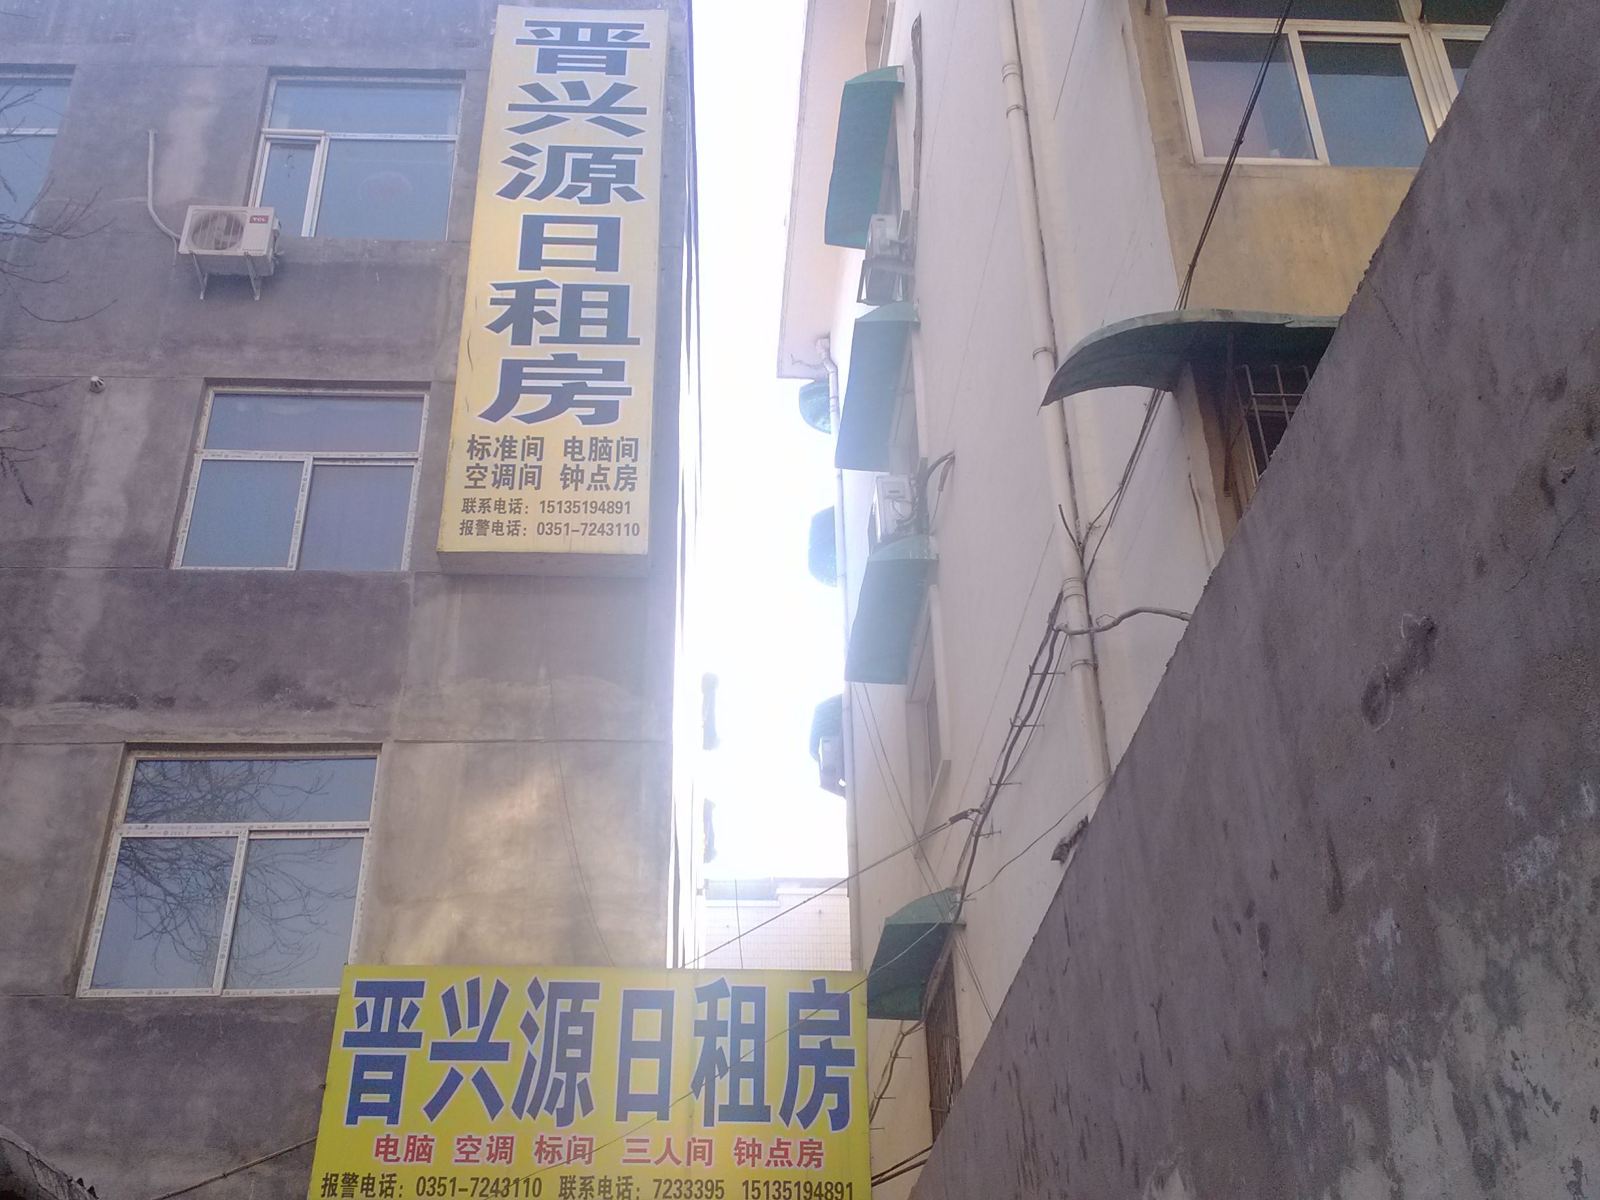 晋兴源日租房
标准间 电脑间
空调间 钟点房
联系电话：15135194891
报警电话：0351-7243110
TCL
晋兴源日租房
电脑 空调 标间 三人间 钟点房
报警电话：0351-7243110 联系电话：7233395 15135194891